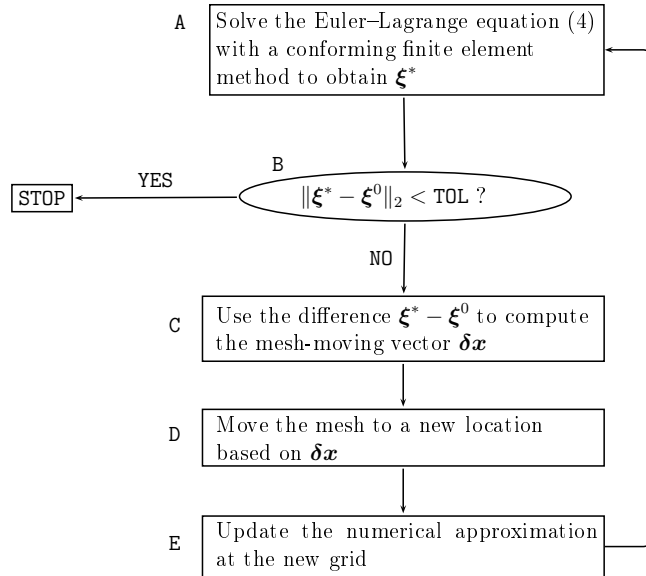 A
Solve the Euler–Lagrange equation (4)
with a conforming finite element
method to obtain ξ*
B
YES
STOP
‖ξ* − ξ⁰‖₂ < TOL ?
NO
C
Use the difference ξ* − ξ⁰ to compute
the mesh-moving vector δx
D
Move the mesh to a new location
based on δx
E
Update the numerical approximation
at the new grid